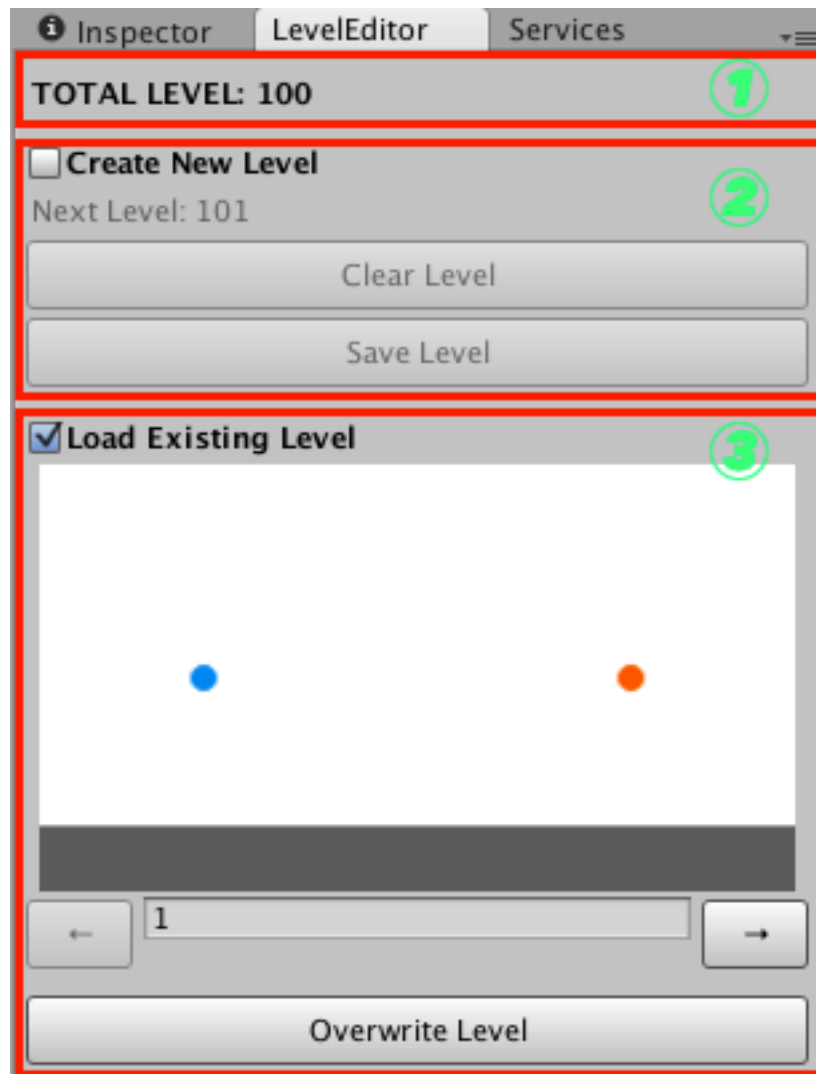 Inspector LevelEditor Services
TOTAL LEVEL: 100
1
Create New Level
Next Level: 101
2
Clear Level
Save Level
Load Existing Level
3
← 1 →
Overwrite Level